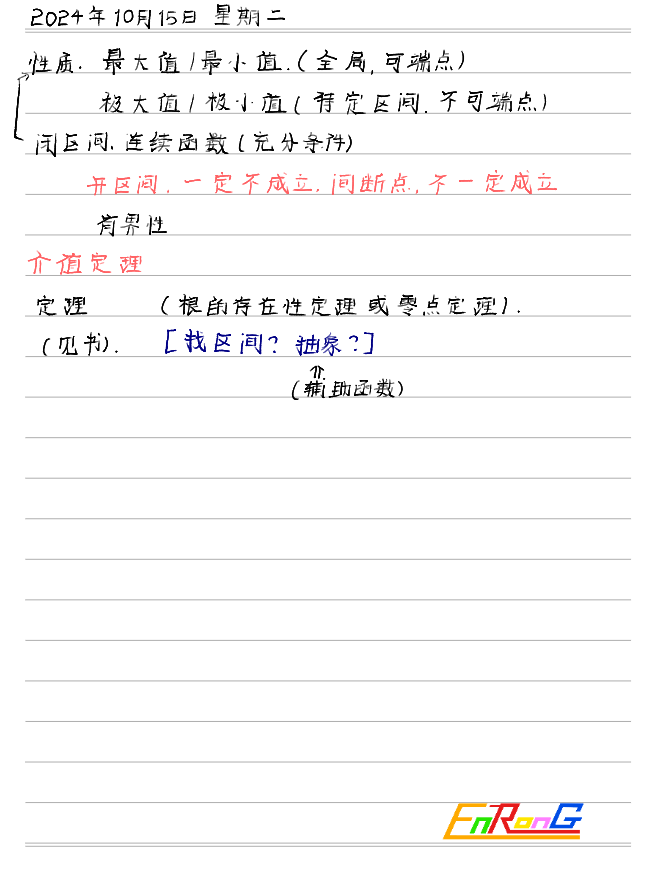 2024年10月15日 星期二
性质. 最大值/最小值.(全局,可端点)
极大值/极小值(特定区间.不可端点)
闭区间.连续函数(充分条件)
开区间.一定不成立.间断点.不一定成立
有界性
介值定理
定理 (根的存在性定理或零点定理).
(见书). [找区间?抽象?]
⇑
(辅助函数)
EnRonG